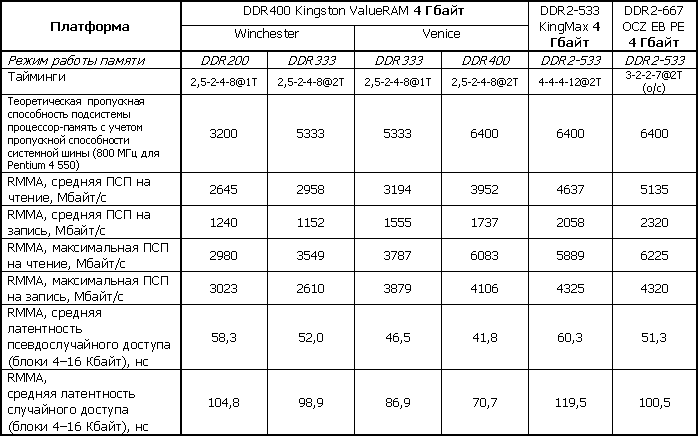 Платформа
DDR400 Kingston ValueRAM 4 Гбайт
DDR2-533
KingMax 4
Гбайт
DDR2-667
OCZ EB PE
4 Гбайт
Winchester
Venice
Режим работы памяти
DDR200
DDR333
DDR333
DDR400
DDR2-533
DDR2-533
Тайминги
2,5-2-4-8@1T
2,5-2-4-8@2T
2,5-2-4-8@1T
2,5-2-4-8@2T
4-4-4-12@2T
3-2-2-7@2T
(o/c)
Теоретическая пропускная
способность подсистемы
процессор-память с учетом
пропускной способности
системной шины (800 МГц для
Pentium 4 550)
3200
5333
5333
6400
6400
6400
RMMA, средняя ПСП на
чтение, Мбайт/с
2645
2958
3194
3952
4637
5135
RMMA, средняя ПСП на
запись, Мбайт/с
1240
1152
1555
1737
2058
2320
RMMA, максимальная ПСП
на чтение, Мбайт/с
2980
3549
3787
6083
5889
6225
RMMA, максимальная ПСП
на запись, Мбайт/с
3023
2610
3879
4106
4325
4320
RMMA, средняя
латентность
псевдослучайного доступа
(блоки 4–16 Кбайт), нс
58,3
52,0
46,5
41,8
60,3
51,3
RMMA,
средняя латентность
случайного доступа
(блоки 4–16 Кбайт), нс
104,8
98,9
86,9
70,7
119,5
100,5